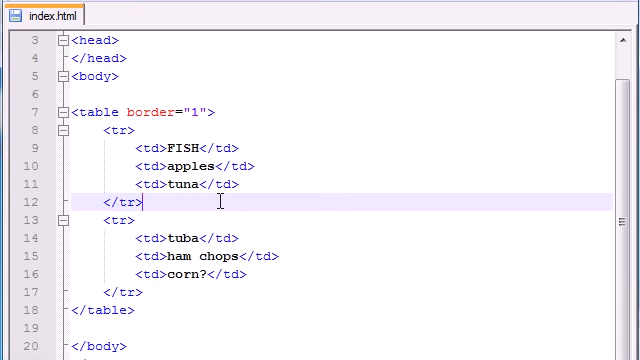 index.html
3 <head>
4 </head>
5 <body>
6
7 <table border="1">
8 <tr>
9 <td>FISH</td>
10 <td>apples</td>
11 <td>tuna</td>
12 </tr>
13 <tr>
14 <td>tuba</td>
15 <td>ham chops</td>
16 <td>corn?</td>
17 </tr>
18 </table>
19
20 </body>